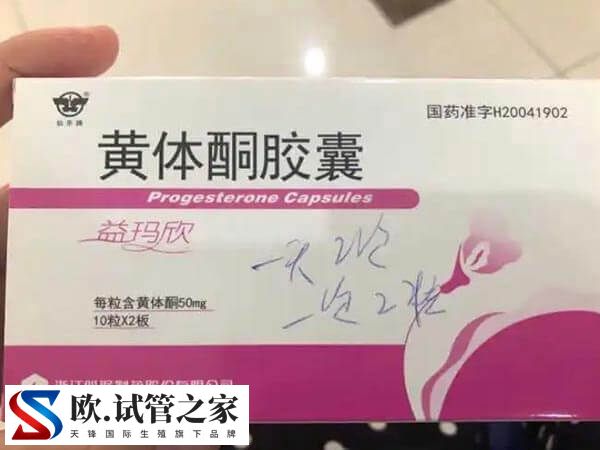 国药准字H20041902
仙乐牌
黄体酮胶囊
Progesterone Capsules
益玛欣
一天2次
一次2粒
每粒含黄体酮50mg
10粒X2板
欧.试管之家
天锋国际生殖旗下品牌